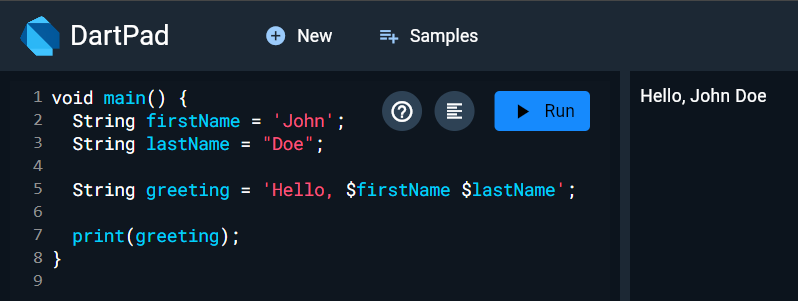 DartPad
New
Samples
1 void main() {
2 String firstName = 'John';
3 String lastName = "Doe";
4
5 String greeting = 'Hello, $firstName $lastName';
6
7 print(greeting);
8 }
9
Run
Hello, John Doe